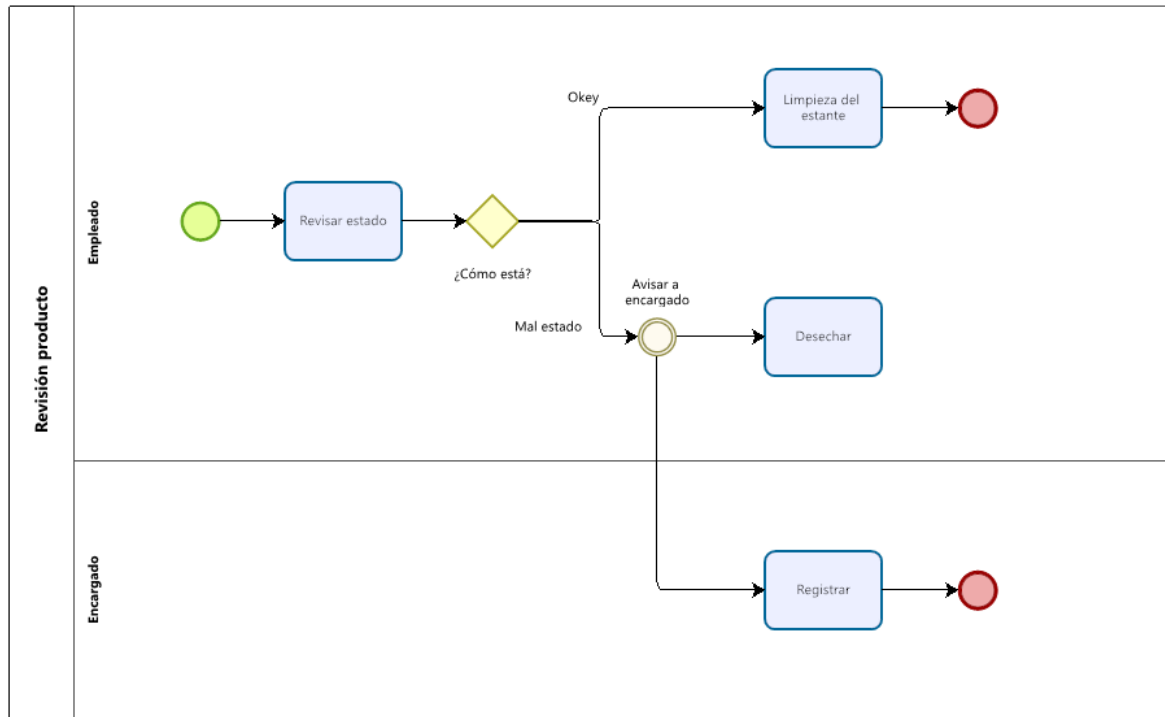 Revisión producto
Empleado
Revisar estado
¿Cómo está?
Okey
Limpieza del
estante
Mal estado
Avisar a
encargado
Desechar
Encargado
Registrar